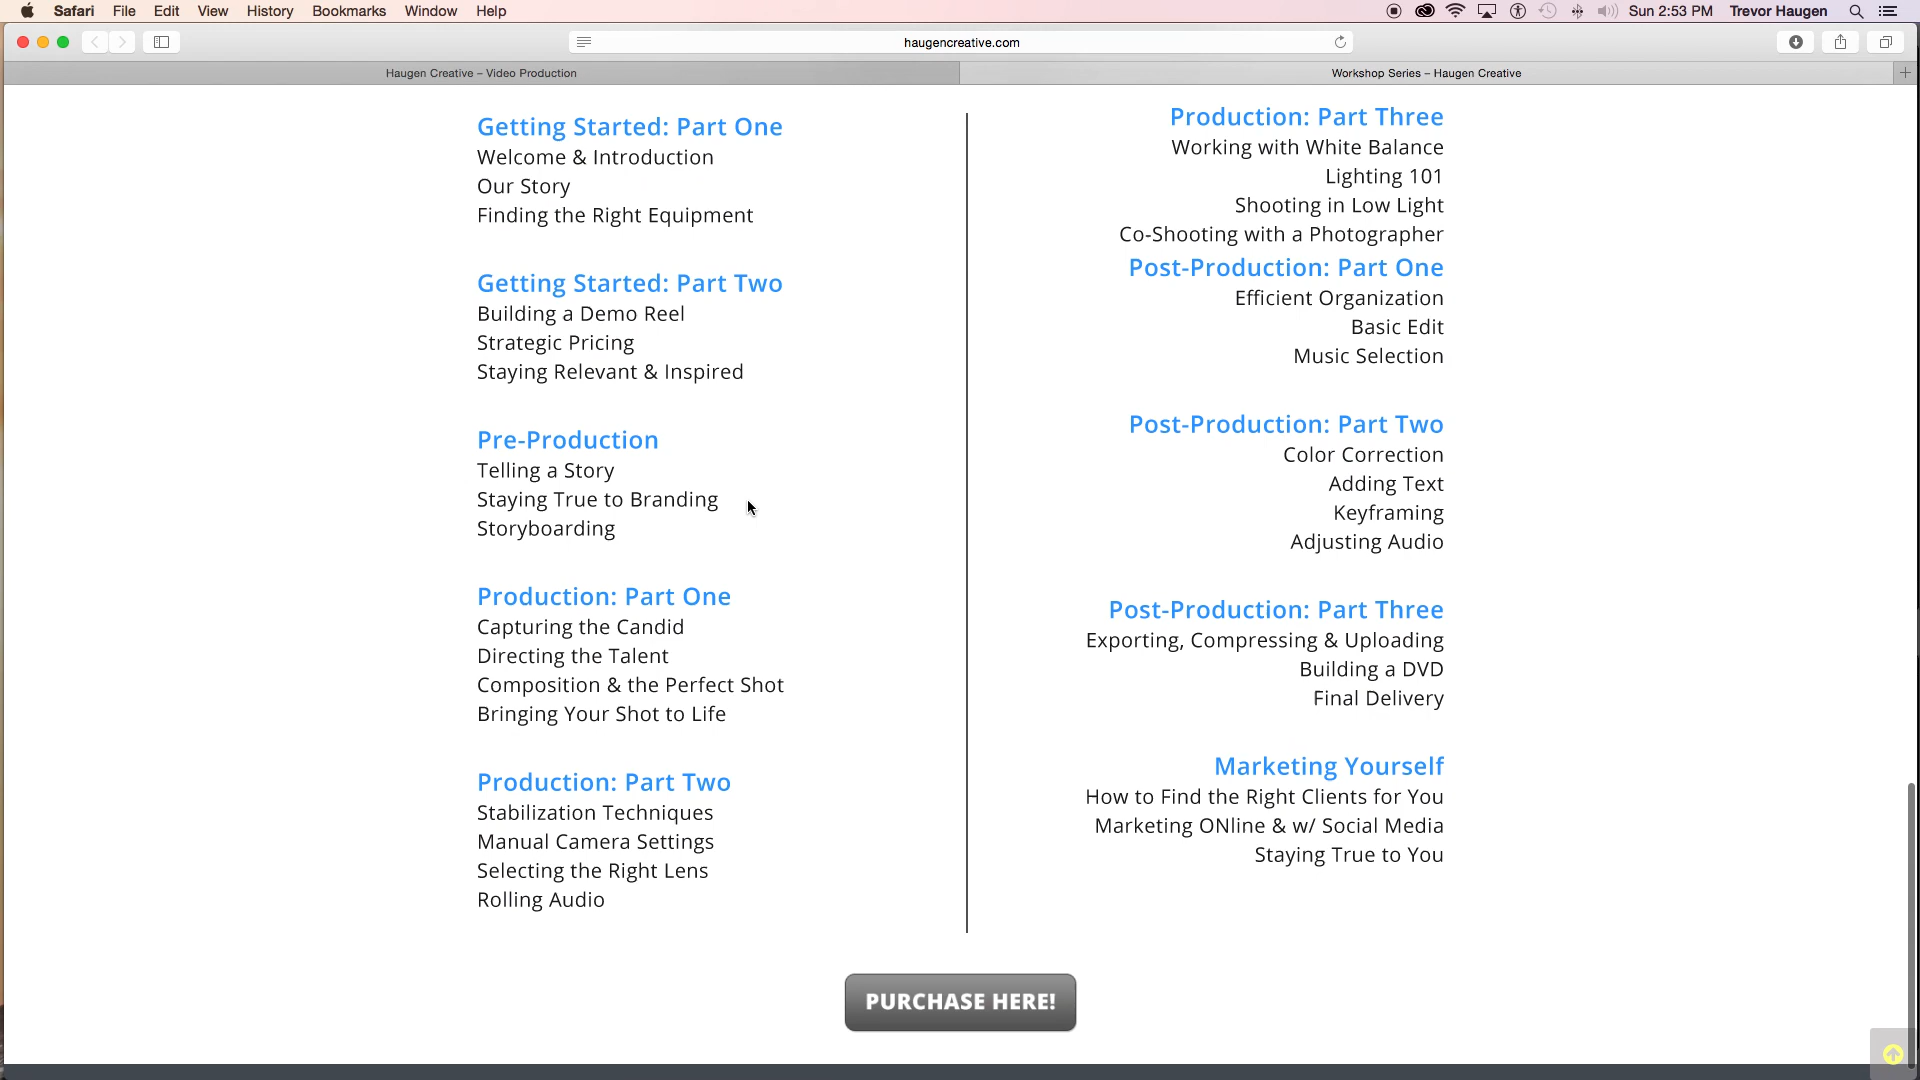 Safari File Edit View History Bookmarks Window Help
Sun 2:53 PM Trevor Haugen
haugencreative.com
Haugen Creative – Video Production
Workshop Series – Haugen Creative
Getting Started: Part One
Welcome & Introduction
Our Story
Finding the Right Equipment
Getting Started: Part Two
Building a Demo Reel
Strategic Pricing
Staying Relevant & Inspired
Pre-Production
Telling a Story
Staying True to Branding
Storyboarding
Production: Part One
Capturing the Candid
Directing the Talent
Composition & the Perfect Shot
Bringing Your Shot to Life
Production: Part Two
Stabilization Techniques
Manual Camera Settings
Selecting the Right Lens
Rolling Audio
Production: Part Three
Working with White Balance
Lighting 101
Shooting in Low Light
Co-Shooting with a Photographer
Post-Production: Part One
Efficient Organization
Basic Edit
Music Selection
Post-Production: Part Two
Color Correction
Adding Text
Keyframing
Adjusting Audio
Post-Production: Part Three
Exporting, Compressing & Uploading
Building a DVD
Final Delivery
Marketing Yourself
How to Find the Right Clients for You
Marketing ONline & w/ Social Media
Staying True to You
PURCHASE HERE!